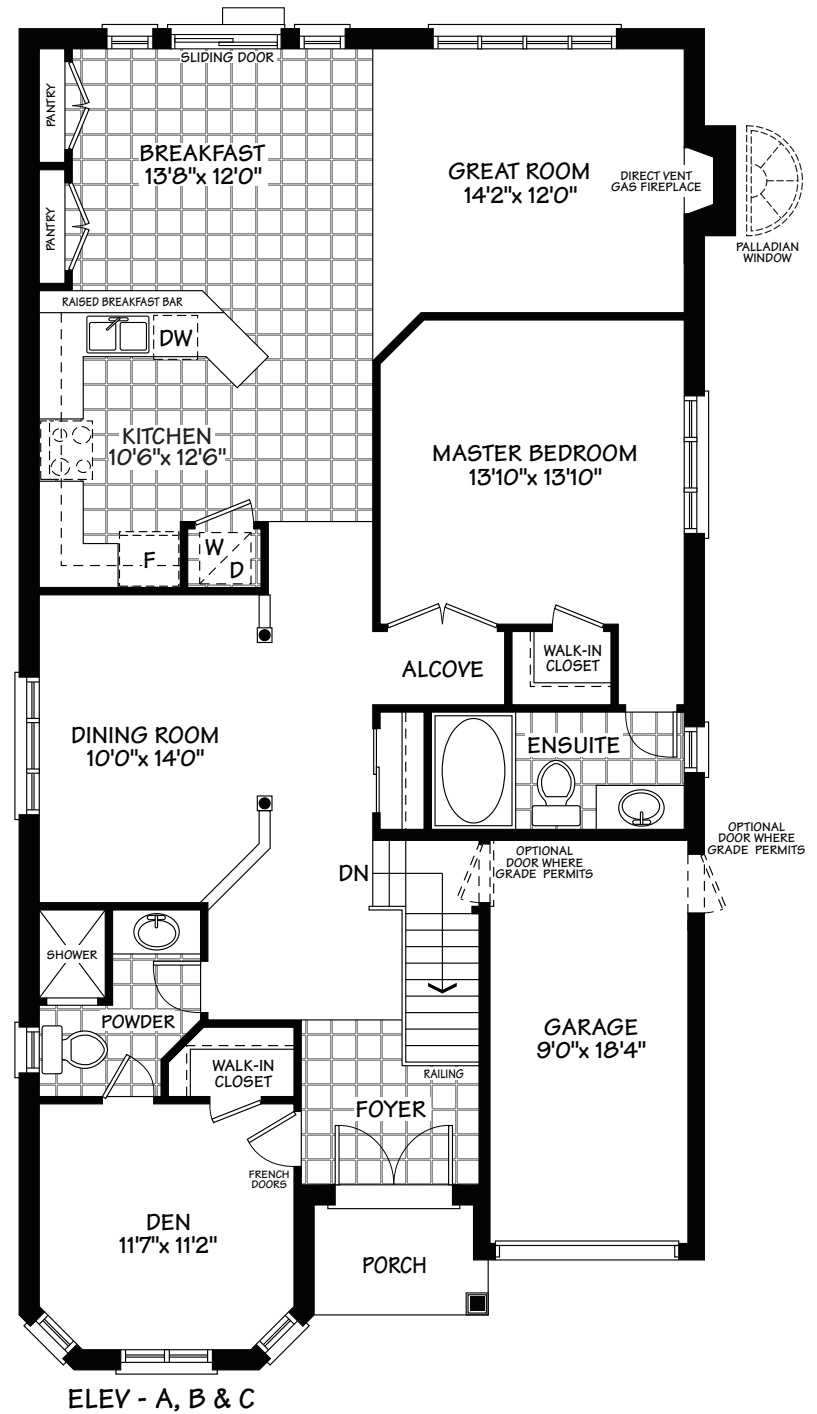 SLIDING DOOR
PANTRY
BREAKFAST
13'8"x 12'0"
GREAT ROOM
14'2"x 12'0"
DIRECT VENT
GAS FIREPLACE
PALLADIAN
WINDOW
PANTRY
RAISED BREAKFAST BAR
DW
KITCHEN
10'6"x 12'6"
MASTER BEDROOM
13'10"x 13'10"
F
W
D
ALCOVE
WALK-IN
CLOSET
DINING ROOM
10'0"x 14'0"
ENSUITE
OPTIONAL
DOOR WHERE
GRADE PERMITS
OPTIONAL
DOOR WHERE
GRADE PERMITS
DN
SHOWER
POWDER
GARAGE
9'0"x 18'4"
WALK-IN
CLOSET
RAILING
FOYER
FRENCH
DOORS
DEN
11'7"x 11'2"
PORCH
ELEV - A, B & C